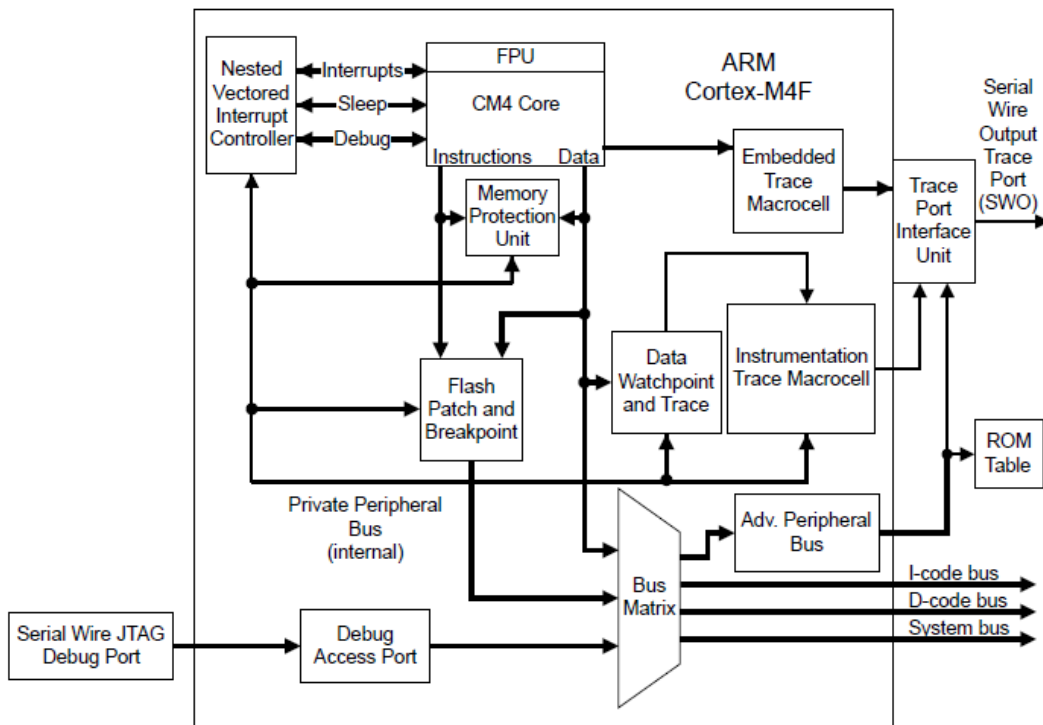 FPU
ARM
Cortex-M4F
Nested
Vectored
Interrupt
Controller
Interrupts
Sleep
Debug
CM4 Core
Instructions
Data
Serial
Wire
Output
Trace
Port
(SWO)
Embedded
Trace
Macrocell
Trace
Port
Interface
Unit
Memory
Protection
Unit
Flash
Patch and
Breakpoint
Data
Watchpoint
and Trace
Instrumentation
Trace Macrocell
ROM
Table
Private Peripheral
Bus
(internal)
Adv. Peripheral
Bus
Bus
Matrix
I-code bus
D-code bus
System bus
Serial Wire JTAG
Debug Port
Debug
Access Port